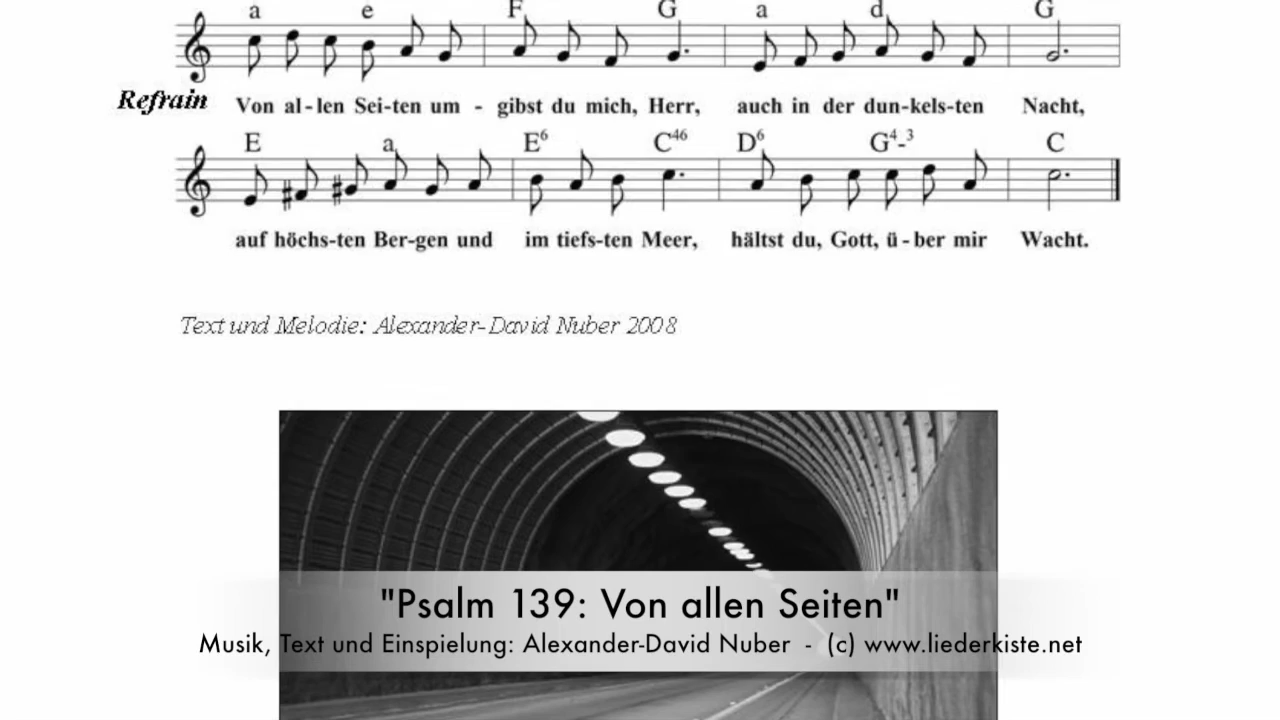 a e F G a d G
Refrain Von al-len Sei-ten um - gibst du mich, Herr, auch in der dun-kels-ten Nacht,
E a E⁶ C⁴⁶ D⁶ G⁴-³ C
auf höchs-ten Ber-gen und im tiefs-ten Meer, hältst du, Gott, ü-ber mir Wacht.
Text und Melodie: Alexander-David Nuber 2008
"Psalm 139: Von allen Seiten"
Musik, Text und Einspielung: Alexander-David Nuber - (c) www.liederkiste.net